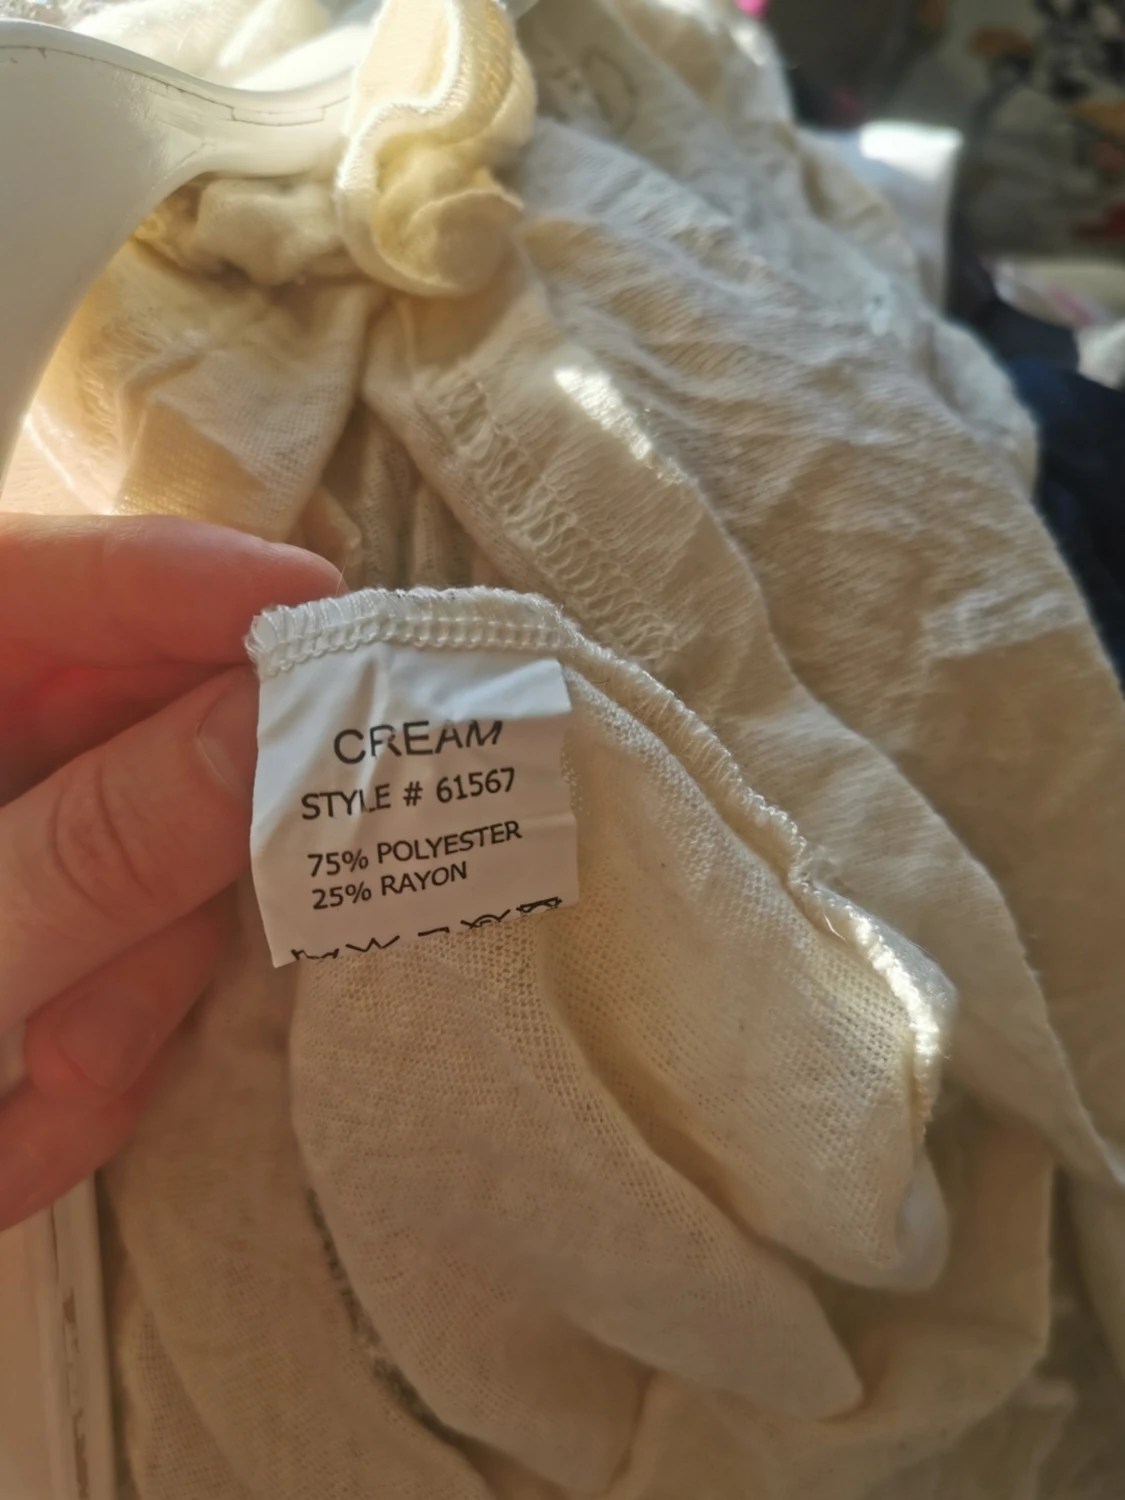 CREAM
STYLE # 61567
75% POLYESTER
25% RAYON